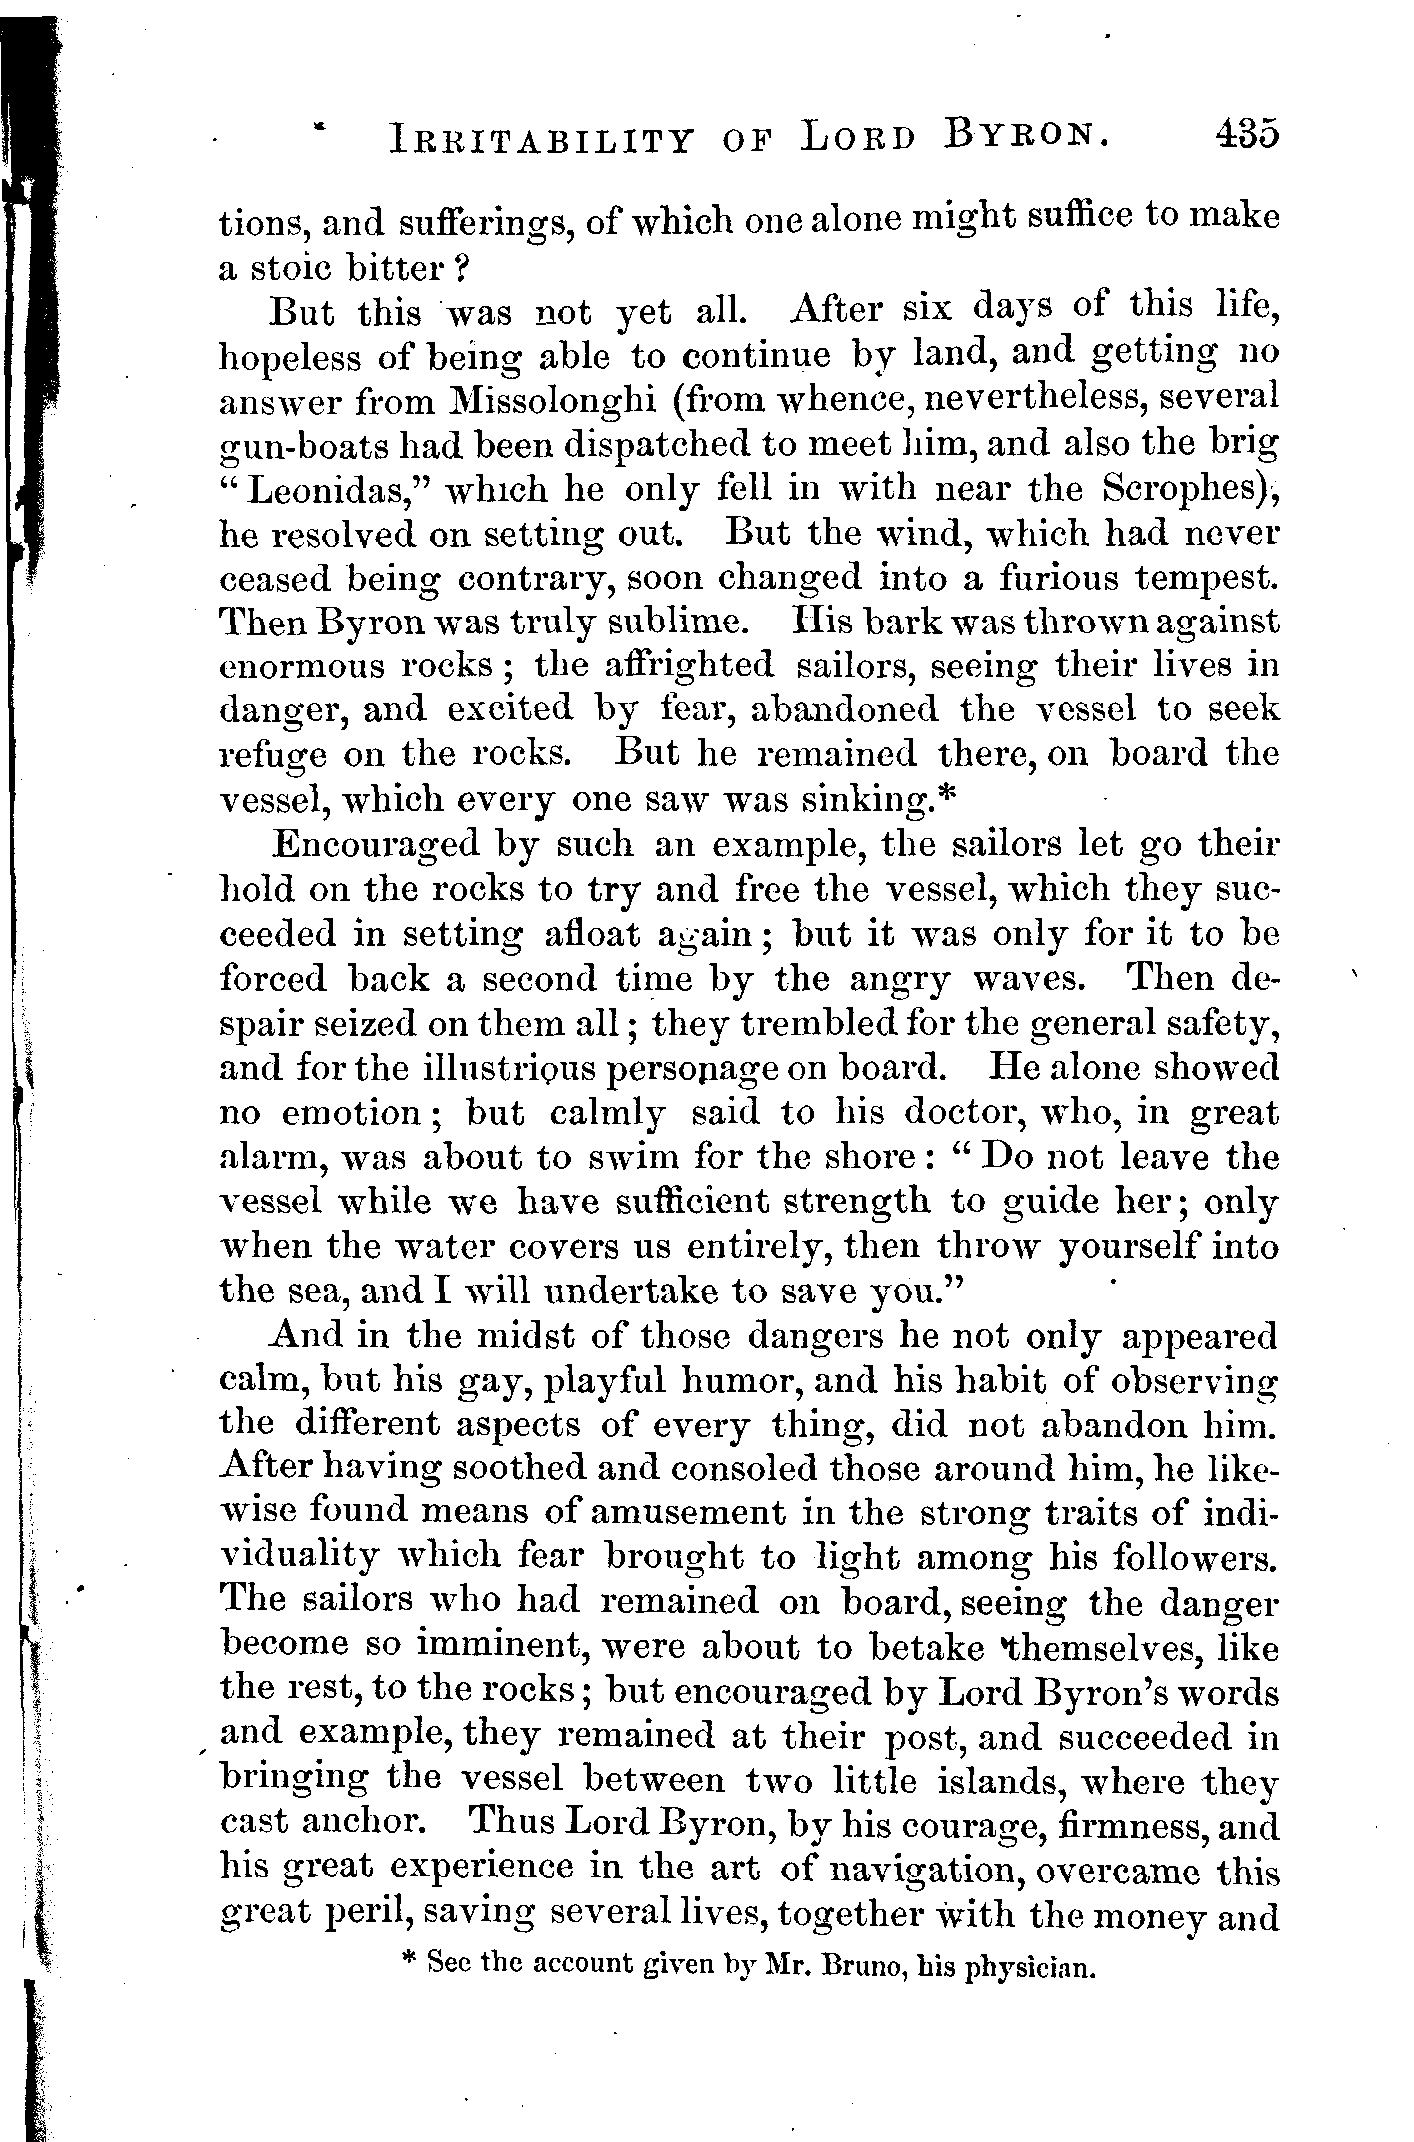 IRRITABILITY OF LORD BYRON. 435
tions, and sufferings, of which one alone might suffice to make
a stoic bitter ?
But this was not yet all. After six days of this life,
hopeless of being able to continue by land, and getting no
answer from Missolonghi (from whence, nevertheless, several
gun-boats had been dispatched to meet him, and also the brig
“ Leonidas,” which he only fell in with near the Scrophes),
he resolved on setting out. But the wind, which had never
ceased being contrary, soon changed into a furious tempest.
Then Byron was truly sublime. His bark was thrown against
enormous rocks ; the affrighted sailors, seeing their lives in
danger, and excited by fear, abandoned the vessel to seek
refuge on the rocks. But he remained there, on board the
vessel, which every one saw was sinking.*
Encouraged by such an example, the sailors let go their
hold on the rocks to try and free the vessel, which they suc-
ceeded in setting afloat again ; but it was only for it to be
forced back a second time by the angry waves. Then de-
spair seized on them all ; they trembled for the general safety,
and for the illustrious personage on board. He alone showed
no emotion ; but calmly said to his doctor, who, in great
alarm, was about to swim for the shore : “ Do not leave the
vessel while we have sufficient strength to guide her ; only
when the water covers us entirely, then throw yourself into
the sea, and I will undertake to save you.”
And in the midst of those dangers he not only appeared
calm, but his gay, playful humor, and his habit of observing
the different aspects of every thing, did not abandon him.
After having soothed and consoled those around him, he like-
wise found means of amusement in the strong traits of indi-
viduality which fear brought to light among his followers.
The sailors who had remained on board, seeing the danger
become so imminent, were about to betake themselves, like
the rest, to the rocks ; but encouraged by Lord Byron’s words
and example, they remained at their post, and succeeded in
bringing the vessel between two little islands, where they
cast anchor. Thus Lord Byron, by his courage, firmness, and
his great experience in the art of navigation, overcame this
great peril, saving several lives, together with the money and
* See the account given by Mr. Bruno, his physician.